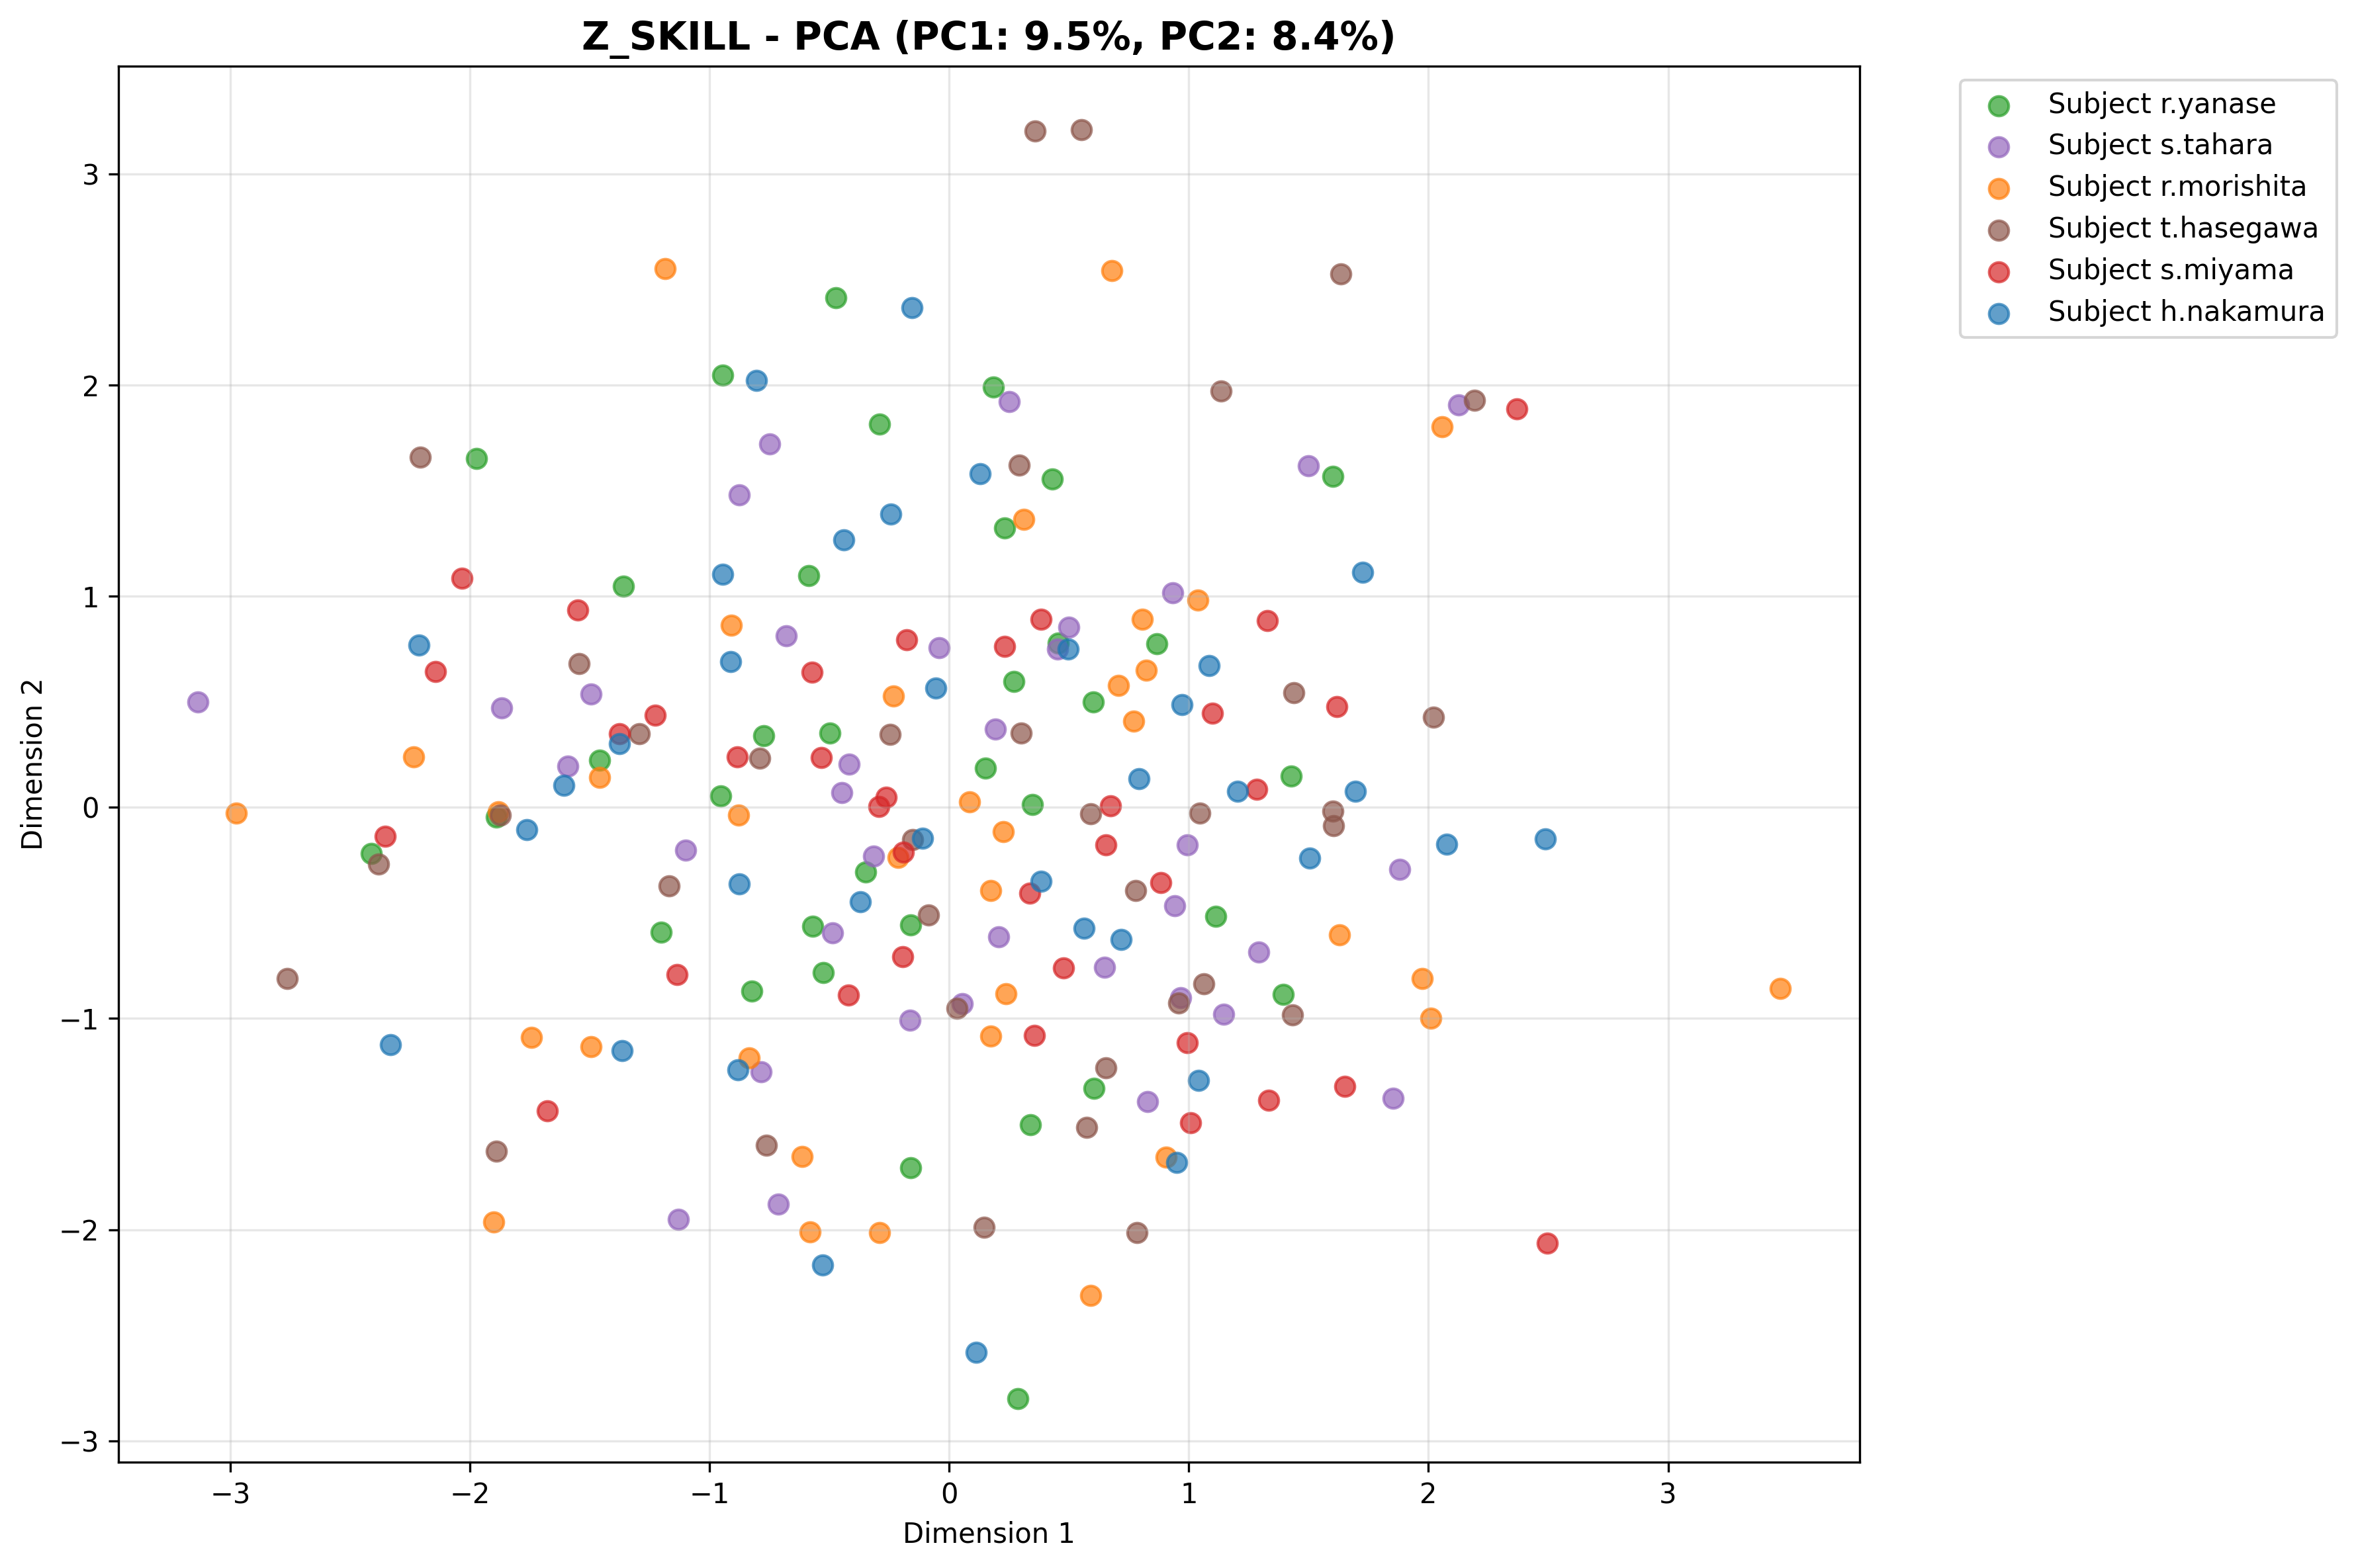 Z_SKILL - PCA (PC1: 9.5%, PC2: 8.4%)
Subject r.yanase
Subject s.tahara
Subject r.morishita
Subject t.hasegawa
Subject s.miyama
Subject h.nakamura
Dimension 2
3
2
1
0
−1
−2
−3
−3
−2
−1
0
1
2
3
Dimension 1